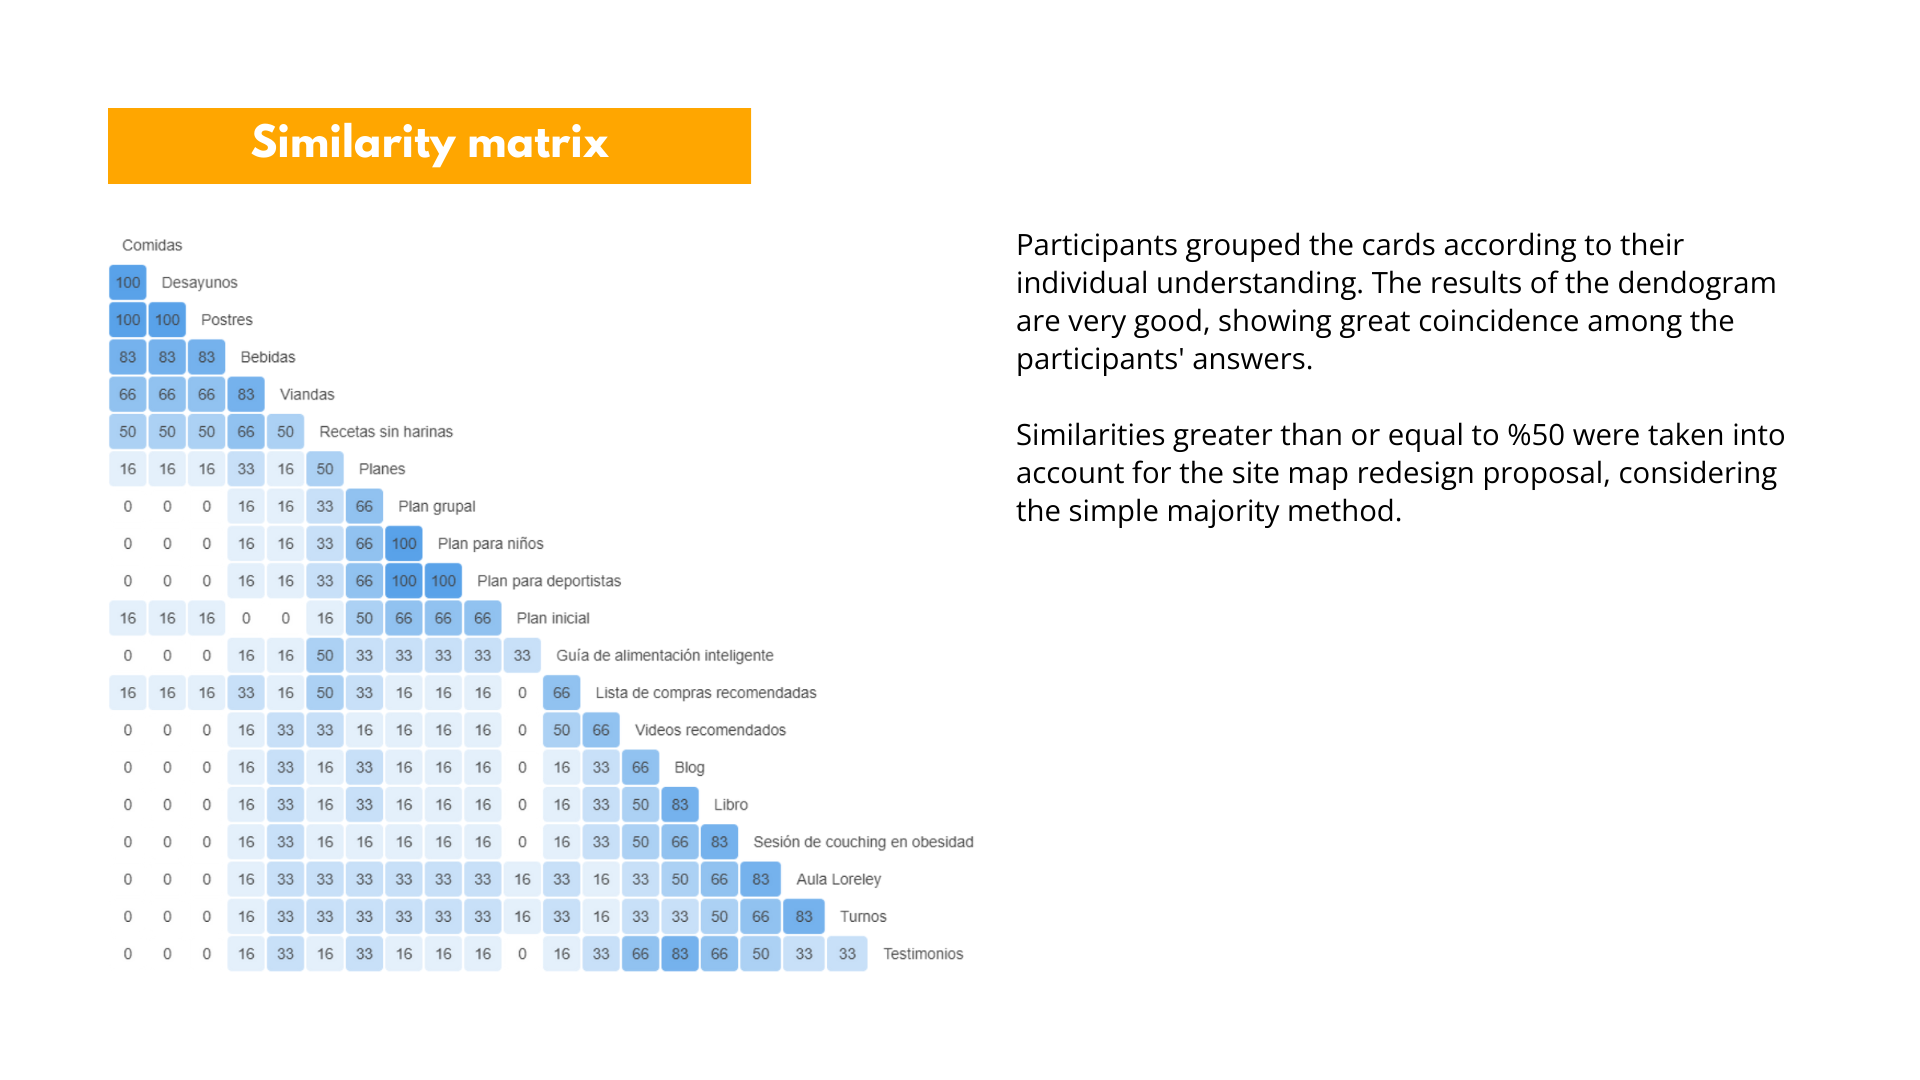 Similarity matrix
Comidas
100 Desayunos
100 100 Postres
83 83 83 Bebidas
66 66 66 83 Viandas
50 50 50 66 50 Recetas sin harinas
16 16 16 33 16 50 Planes
0 0 0 16 16 33 66 Plan grupal
0 0 0 16 16 33 66 100 Plan para niños
0 0 0 16 16 33 66 100 100 Plan para deportistas
16 16 16 0 0 16 50 66 66 66 Plan inicial
0 0 0 16 16 50 33 33 33 33 33 Guía de alimentación inteligente
16 16 16 33 16 50 33 16 16 16 0 66 Lista de compras recomendadas
0 0 0 16 33 33 16 16 16 16 0 50 66 Videos recomendados
0 0 0 16 33 16 33 16 16 16 0 16 33 66 Blog
0 0 0 16 33 16 33 16 16 16 0 16 33 50 83 Libro
0 0 0 16 33 16 16 16 16 16 0 16 33 50 66 83 Sesión de couching en obesidad
0 0 0 16 33 33 33 33 33 33 16 33 16 33 50 66 83 Aula Loreley
0 0 0 16 33 33 33 33 33 33 16 33 16 33 33 50 66 83 Turnos
0 0 0 16 33 16 33 16 16 16 0 16 33 66 83 66 50 33 33 Testimonios
Participants grouped the cards according to their
individual understanding. The results of the dendogram
are very good, showing great coincidence among the
participants' answers.
Similarities greater than or equal to %50 were taken into
account for the site map redesign proposal, considering
the simple majority method.